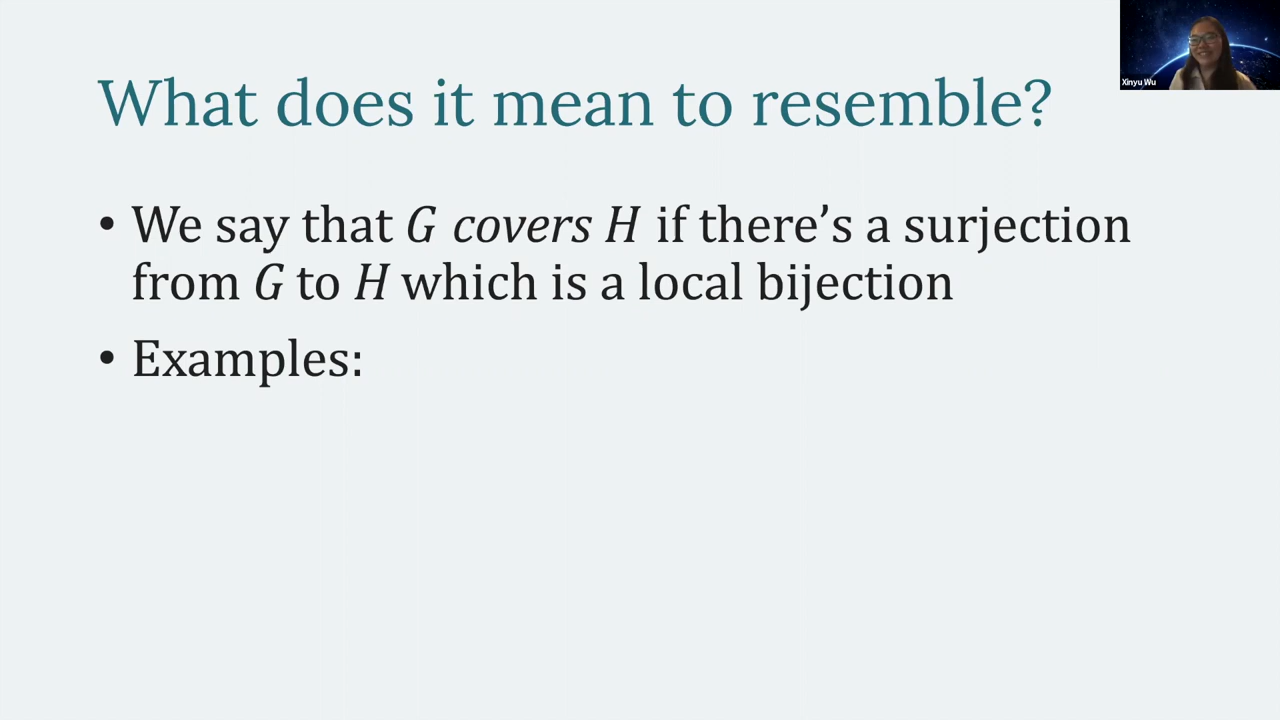 What does it mean to resemble?
Xinyu Wu
• We say that G covers H if there’s a surjection
from G to H which is a local bijection
• Examples: